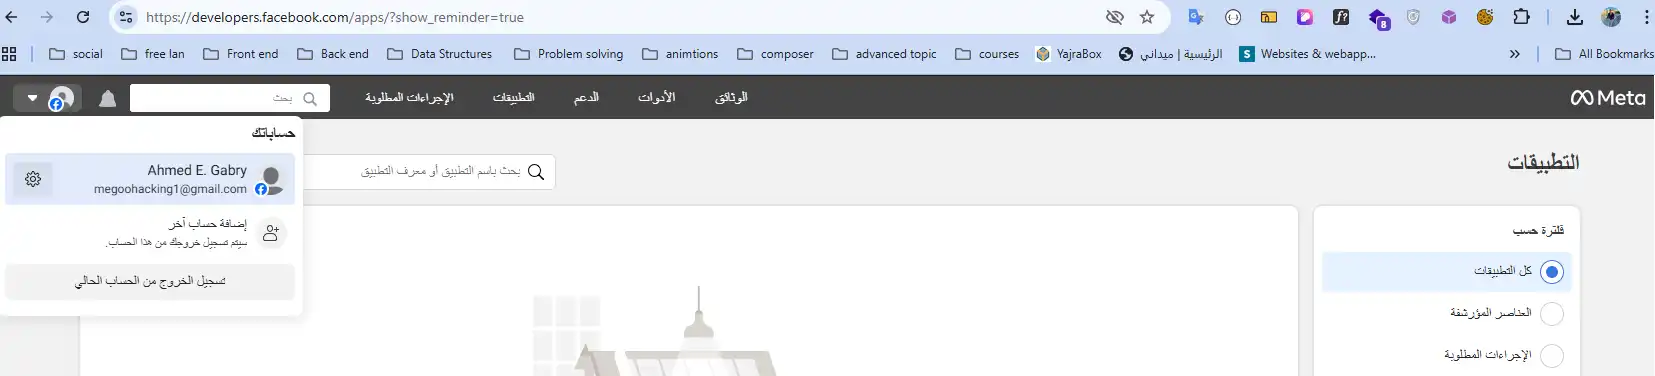 https://developers.facebook.com/apps/?show_reminder=true
social
free lan
Front end
Back end
Data Structures
Problem solving
animtions
composer
advanced topic
courses
YajraBox
الرئيسية | ميداني
Websites & webapp...
All Bookmarks
Meta
الوثائق
الأدوات
الدعم
التطبيقات
الإجراءات المطلوبة
بحث
حساباتك
Ahmed E. Gabry
megoohacking1@gmail.com
إضافة حساب آخر
سيتم تسجيل خروجك من هذا الحساب.
تسجيل الخروج من الحساب الحالي
التطبيقات
بحث باسم التطبيق أو معرف التطبيق
فلترة حسب
كل التطبيقات
العناصر المؤرشفة
الإجراءات المطلوبة